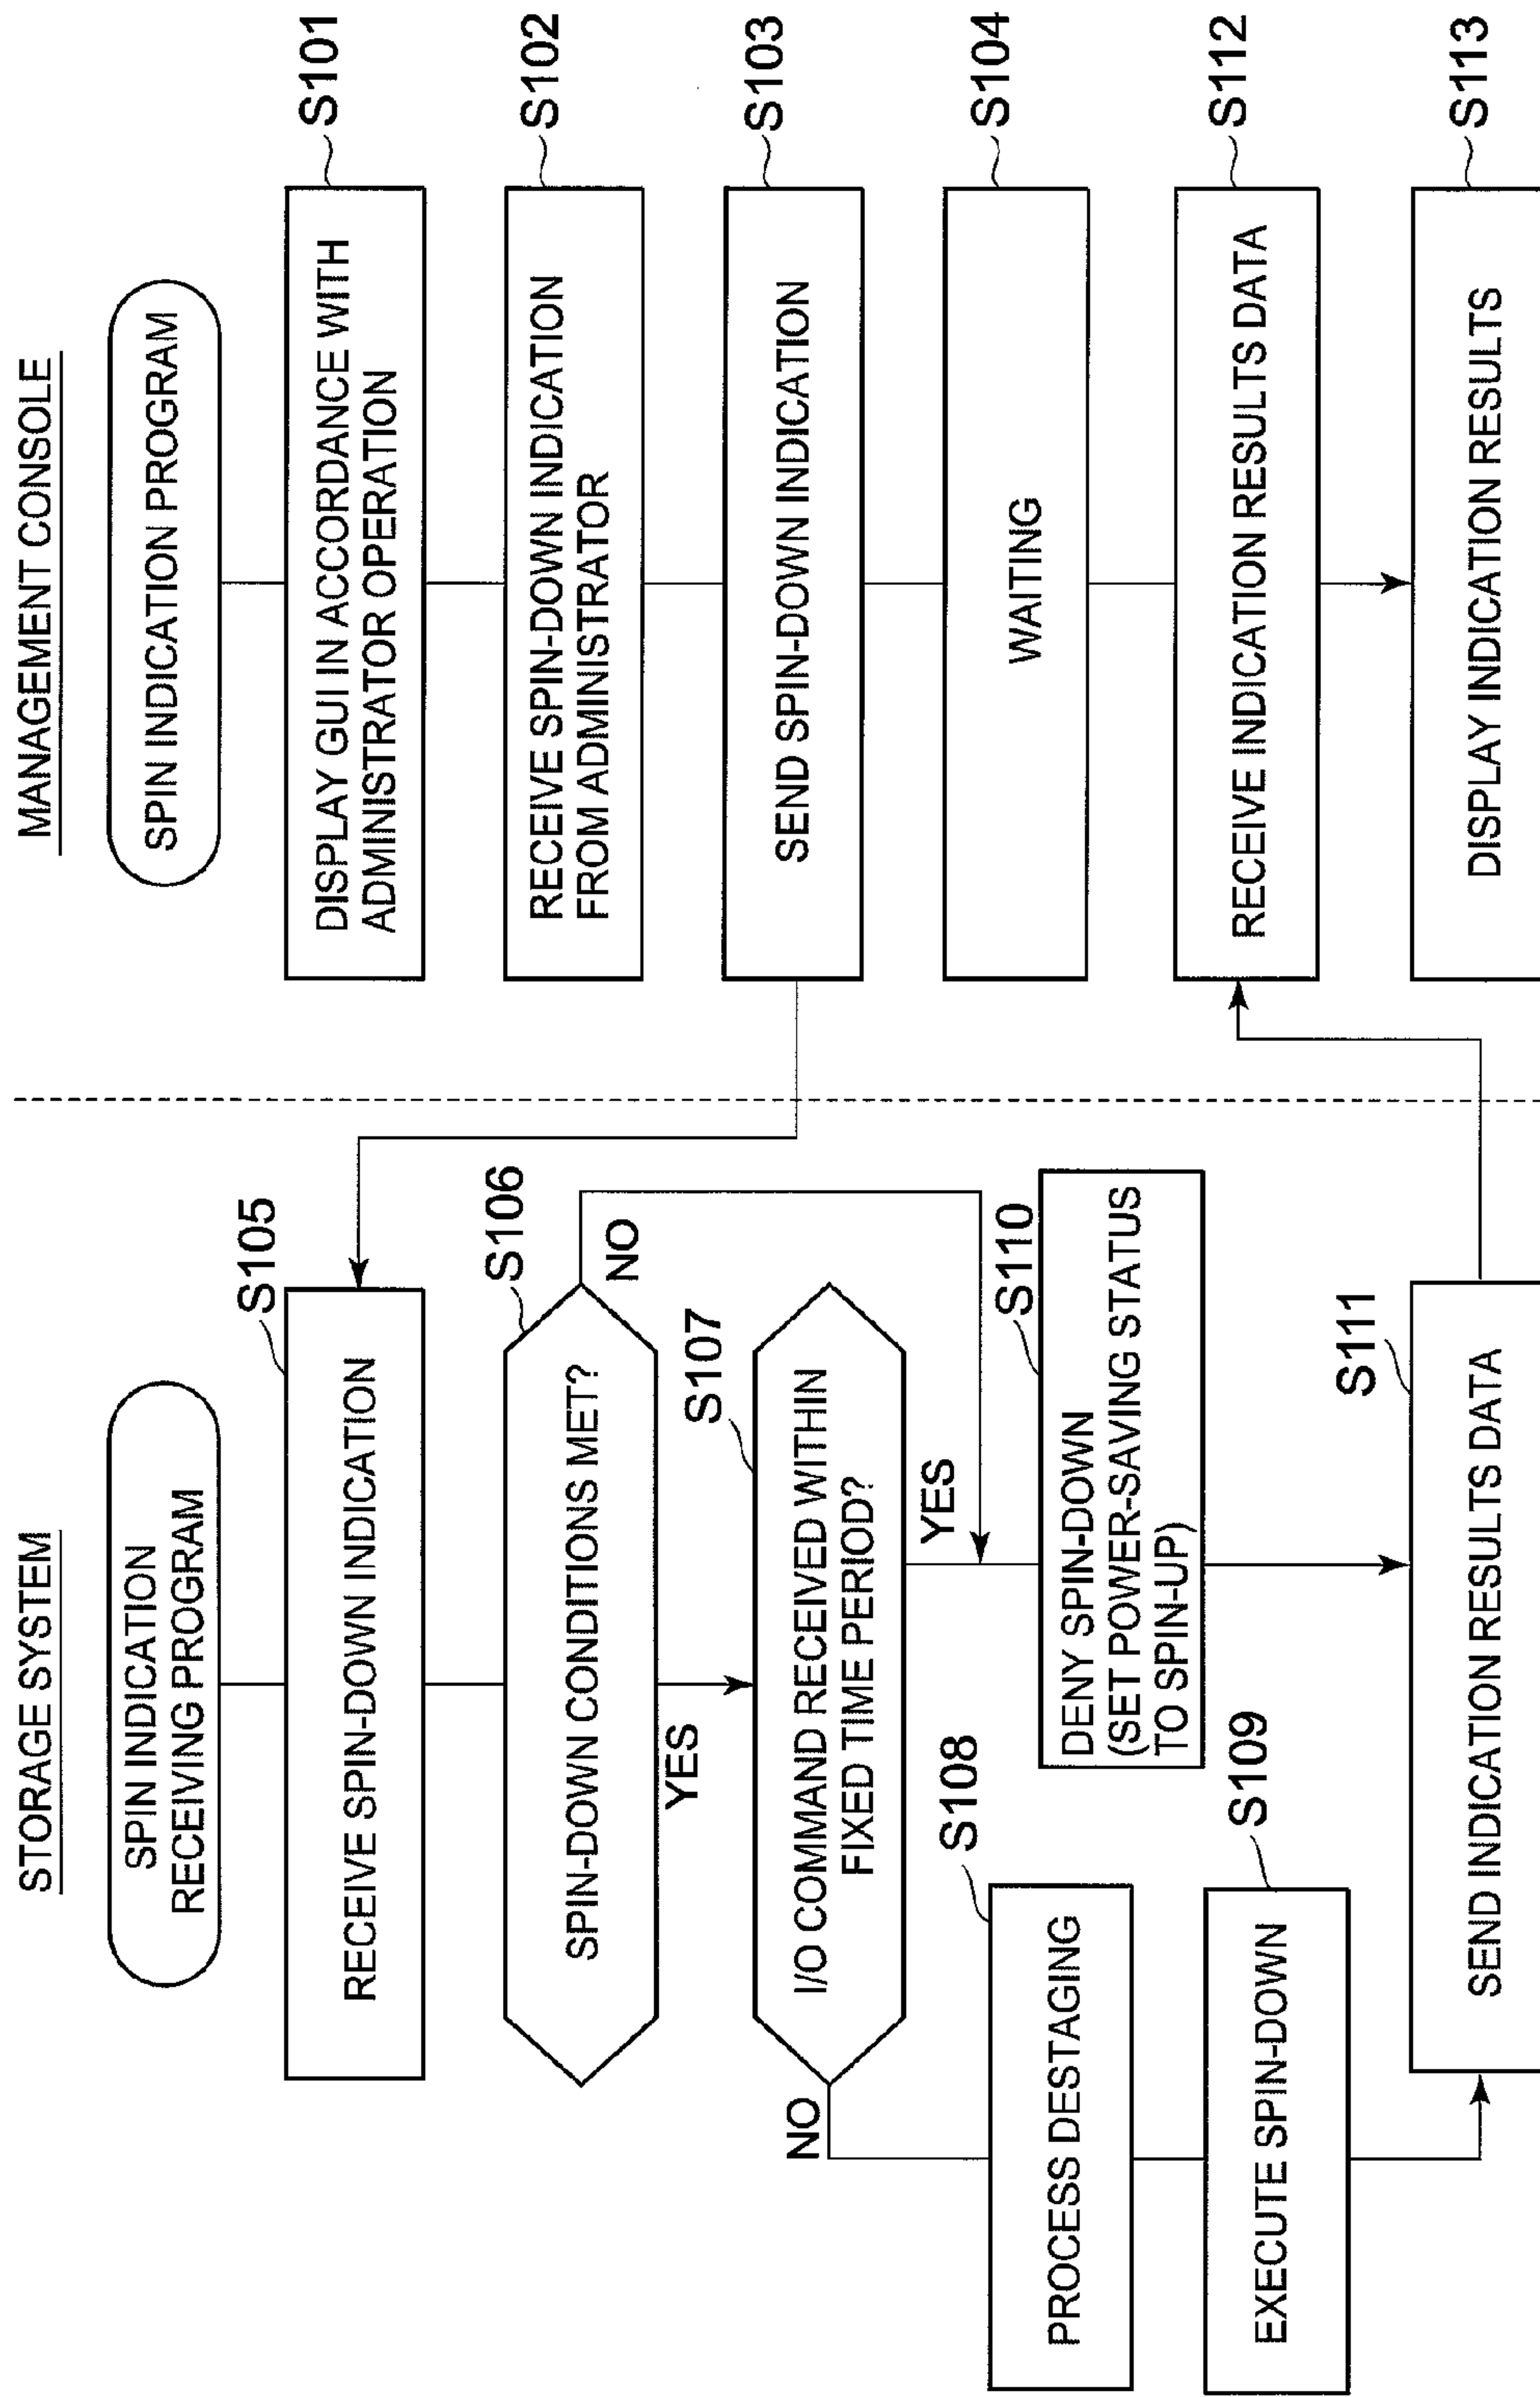 STORAGE SYSTEM
SPIN INDICATION
RECEIVING PROGRAM
S105
RECEIVE SPIN-DOWN INDICATION
S106
SPIN-DOWN CONDITIONS MET?
NO
YES
S107
I/O COMMAND RECEIVED WITHIN
FIXED TIME PERIOD?
NO
YES
S108
PROCESS DESTAGING
S109
EXECUTE SPIN-DOWN
S110
DENY SPIN-DOWN
(SET POWER-SAVING STATUS
TO SPIN-UP)
S111
SEND INDICATION RESULTS DATA
MANAGEMENT CONSOLE
SPIN INDICATION PROGRAM
DISPLAY GUI IN ACCORDANCE WITH
ADMINISTRATOR OPERATION
S101
RECEIVE SPIN-DOWN INDICATION
FROM ADMINISTRATOR
S102
SEND SPIN-DOWN INDICATION
S103
WAITING
S104
RECEIVE INDICATION RESULTS DATA
S112
DISPLAY INDICATION RESULTS
S113